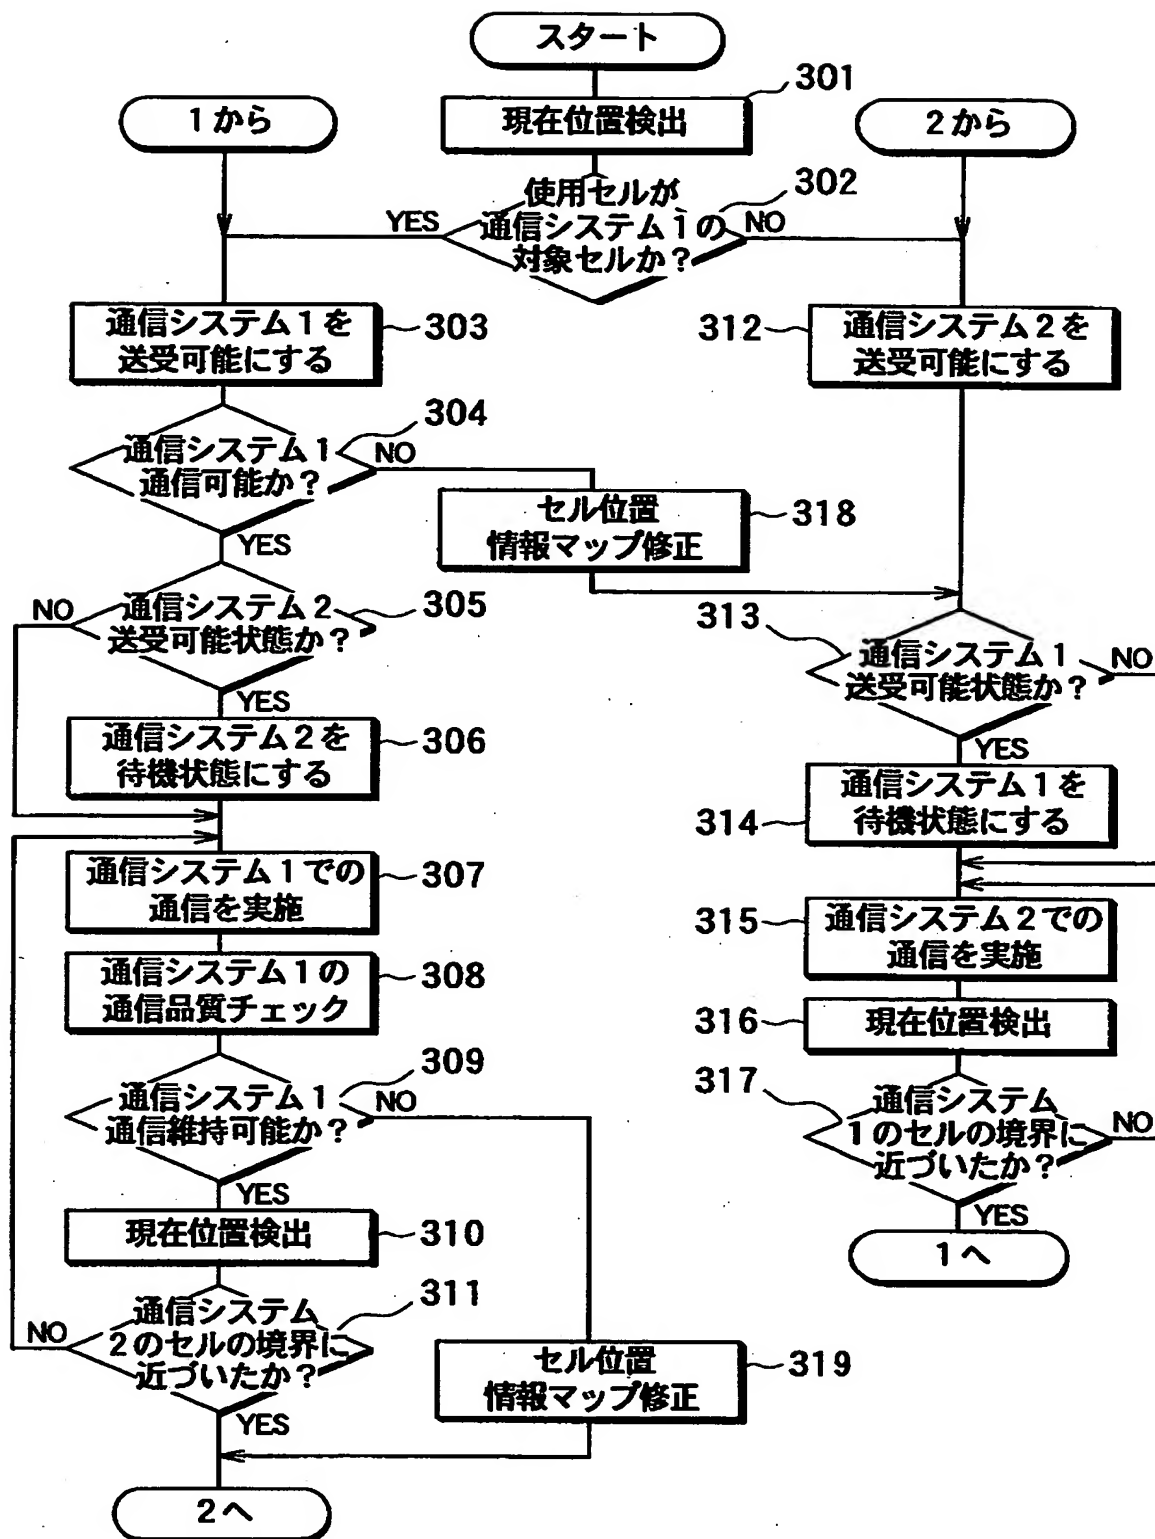 スタート
301
現在位置検出
1から
2から
使用セルが
通信システム1の
対象セルか?
302
YES
NO
通信システム1を
送受可能にする
303
304
通信システム1
通信可能か?
NO
YES
セル位置
情報マップ修正
318
通信システム2
送受可能状態か?
305
NO
YES
通信システム2を
待機状態にする
306
通信システム1での
通信を実施
307
通信システム1の
通信品質チェック
308
309
通信システム1
通信維持可能か?
NO
YES
現在位置検出
310
通信システム
2のセルの境界に
近づいたか?
311
NO
YES
セル位置
情報マップ修正
319
2へ
312
通信システム2を
送受可能にする
313
通信システム1
送受可能状態か?
NO
YES
通信システム1を
待機状態にする
314
315
通信システム2での
通信を実施
316
現在位置検出
317
通信システム
1のセルの境界に
近づいたか?
NO
YES
1へ